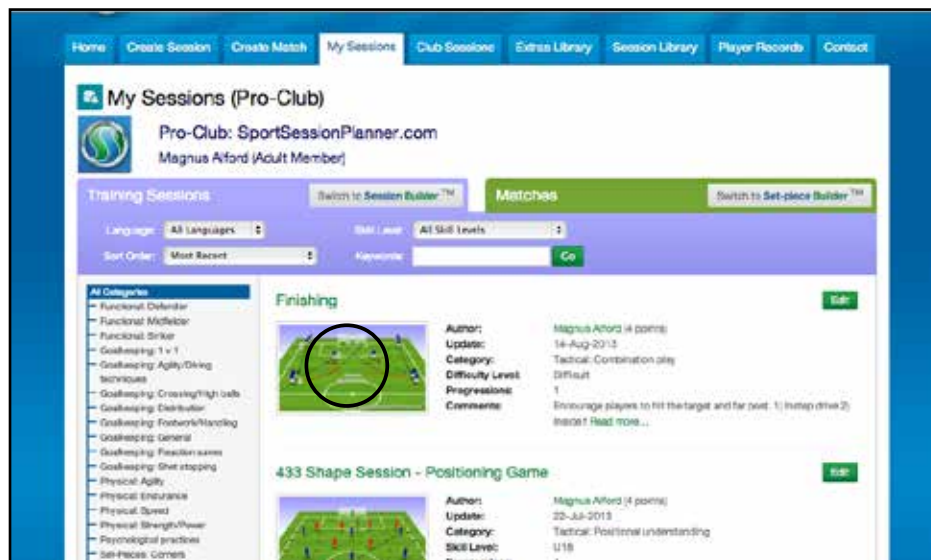 Home Create Session Create Match My Sessions Club Sessions Extras Library Session Library Player Records Contact
My Sessions (Pro-Club)
Pro-Club: SportSessionPlanner.com
Magnus Alford (Adult Member)
Training Sessions Switch to Session Builder ™ Matches Switch to Set-piece Builder ™
Language: All Languages Skill Level: All Skill Levels
Sort Order: Most Recent Keywords: Go
All Categories
Functional: Defender
Functional: Midfielder
Functional: Striker
Goalkeeping: 1 v 1
Goalkeeping: Agility/Diving
techniques
Goalkeeping: Crossing/High balls
Goalkeeping: Distribution
Goalkeeping: Footwork/Handling
Goalkeeping: General
Goalkeeping: Reaction saves
Goalkeeping: Shot stopping
Physical: Agility
Physical: Endurance
Physical: Speed
Physical: Strength/Power
Psychological practices
Set-Pieces: Corners
Finishing Edit
Author: Magnus Alford (4 points)
Update: 14-Aug-2013
Category: Tactical: Combination play
Difficulty Level: Difficult
Progressions: 1
Comments: Encourage players to hit the target and far post. 1) Instep drive 2)
Inside f Read more...
433 Shape Session - Positioning Game Edit
Author: Magnus Alford (4 points)
Update: 22-Jul-2013
Category: Tactical: Positional understanding
Skill Level: U18